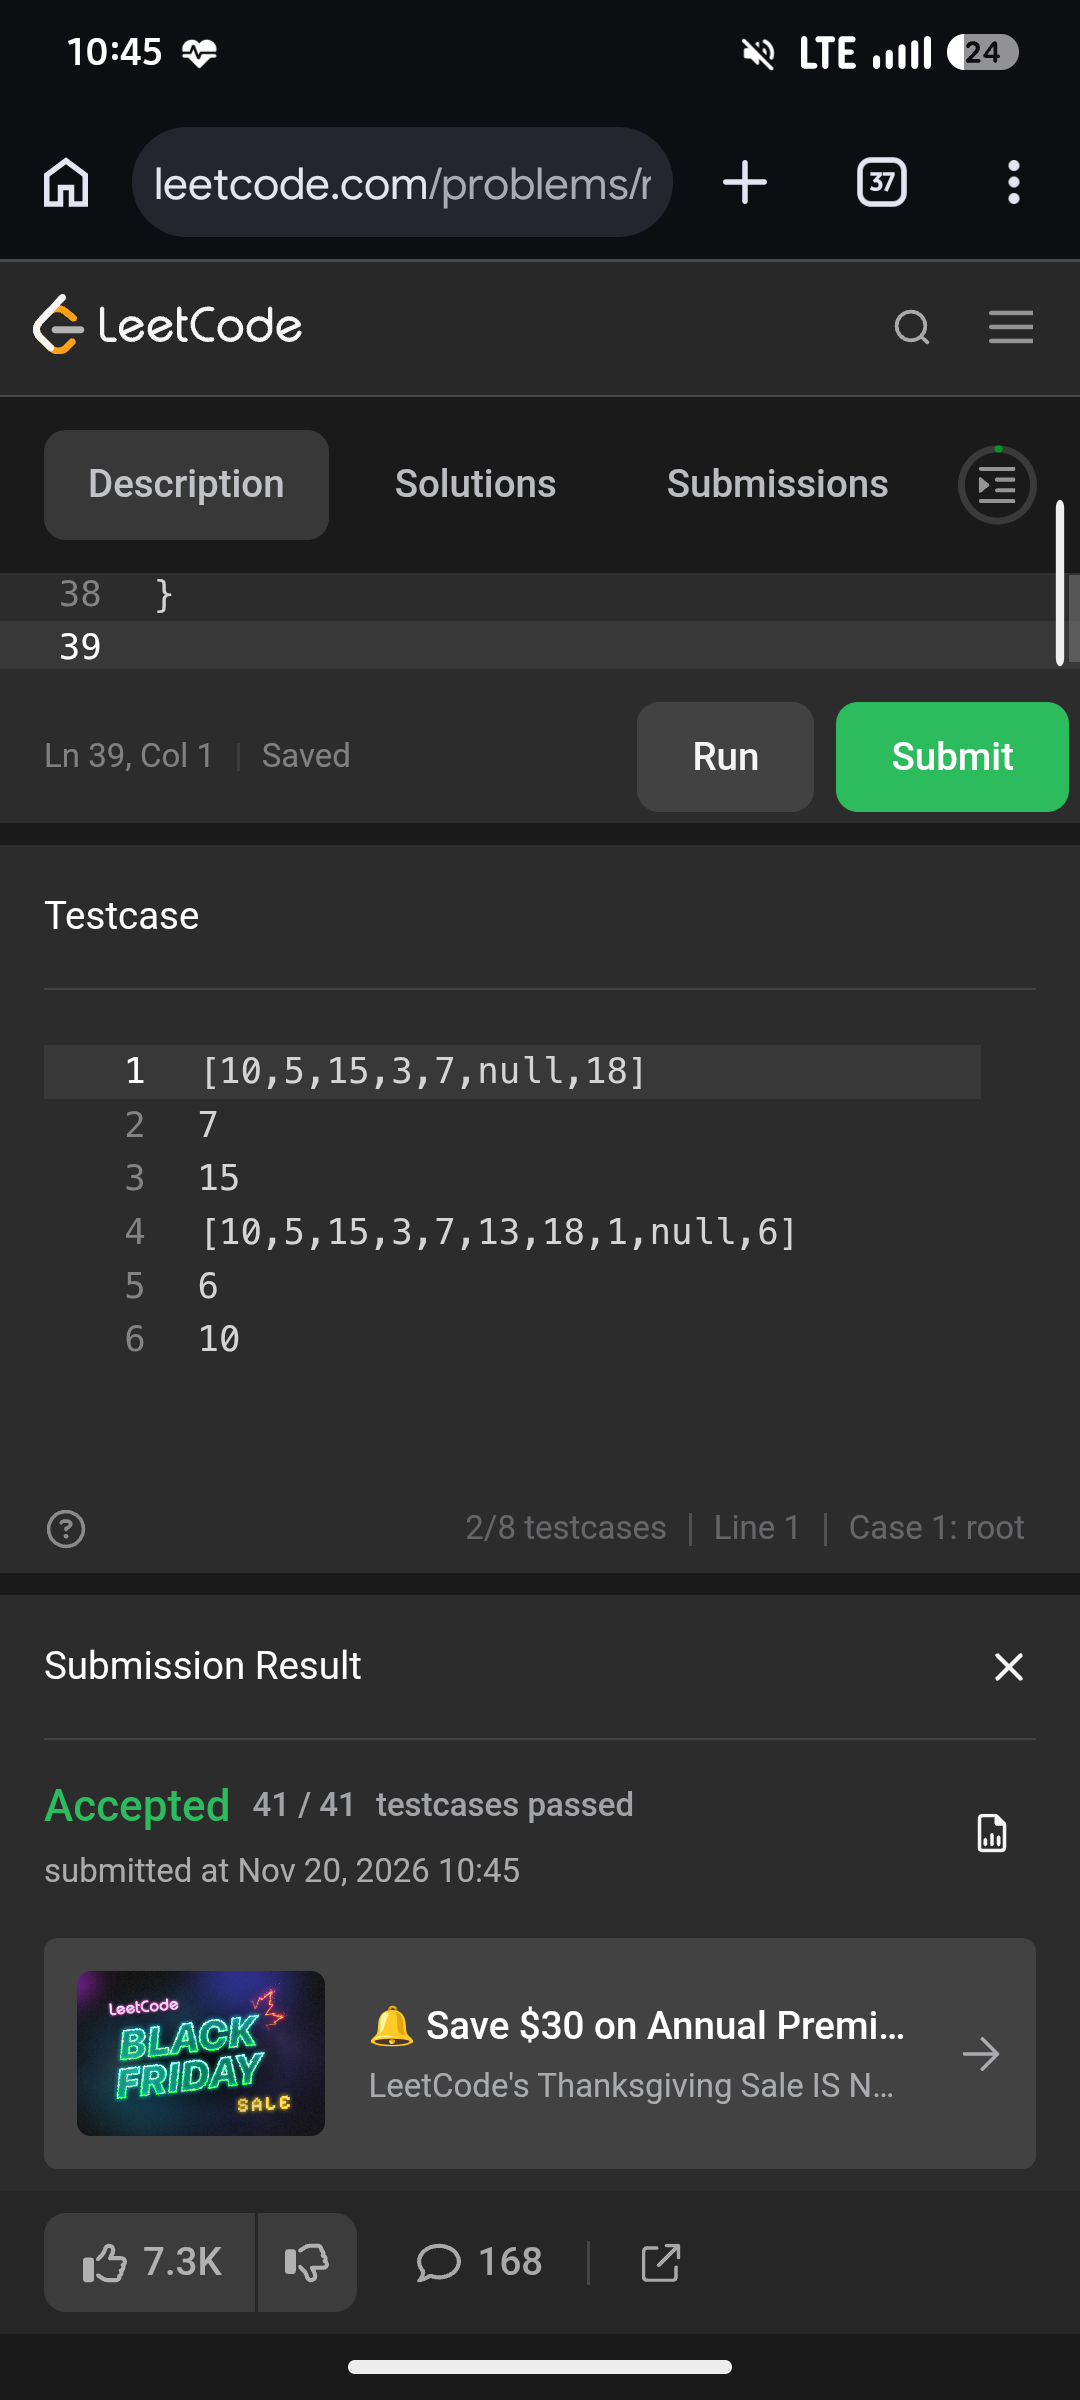 10:45 LTE 24
leetcode.com/problems/r 37
LeetCode
Description Solutions Submissions
38 }
39
Ln 39, Col 1 Saved Run Submit
Testcase
1 [10,5,15,3,7,null,18]
2 7
3 15
4 [10,5,15,3,7,13,18,1,null,6]
5 6
6 10
2/8 testcases | Line 1 | Case 1: root
Submission Result
Accepted 41 / 41 testcases passed
submitted at Nov 20, 2026 10:45
LeetCode
BLACK
FRIDAY
SALE
🔔 Save $30 on Annual Premi...
LeetCode's Thanksgiving Sale IS N...
7.3K 168